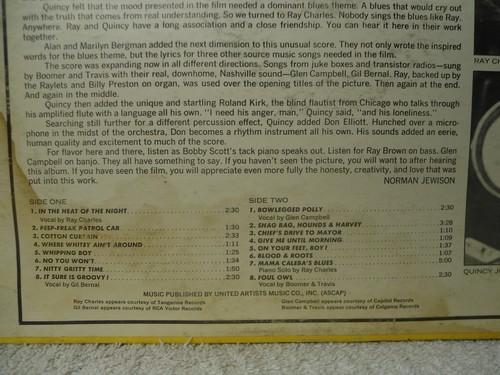 Quincy felt that the mood presented in the film needed a dominant blues theme. A blues that would cry out
with the truth that comes from real understanding. So we turned to Ray Charles. Nobody sings the blues like Ray.
Anywhere. Ray and Quincy have a long association and a close friendship. You can hear it here in their work
together.
Alan and Marilyn Bergman added the next dimension to this unusual score. They not only wrote the inspired
words for the blues theme, but the lyrics for three other source music songs needed in the film.
The score was expanding now in all different directions. Songs from juke boxes and transistor radios—sung
by Boomer and Travis with their real, downhome, Nashville sound—Glen Campbell, Gil Bernal. Ray, backed up by
the Raylets and Billy Preston on organ, was used over the opening titles of the picture. Then again at the end.
And again in the middle.
Quincy then added the unique and startling Roland Kirk, the blind flautist from Chicago who talks through
his amplified flute with a language all his own. "I need his anger, man," Quincy said, "and his loneliness."
Searching still further for a different percussion effect, Quincy added Don Elliott. Hunched over a micro-
phone in the midst of the orchestra, Don becomes a rhythm instrument all his own. His sounds added an eerie,
human quality and excitement to much of the score.
For flavor here and there, listen as Bobby Scott's tack piano speaks out. Listen for Ray Brown on bass. Glen
Campbell on banjo. They all have something to say. If you haven't seen the picture, you will want to after hearing
this album. If you have seen the film, you will appreciate even more fully the honesty, creativity, and love that was
put into this work.
NORMAN JEWISON
SIDE ONE
1. IN THE HEAT OF THE NIGHT 2:30
Vocal by Ray Charles
2. PEEP-FREAK PATROL CAR 1:30
3. COTTON CURTAIN 2:33
4. WHERE WHITEY AIN'T AROUND 1:11
5. WHIPPING BOY 1:25
6. NO YOU WON'T 1:34
7. NITTY GRITTY TIME 1:50
8. IT SURE IS GROOVY! 2:30
Vocal by Gil Bernal
SIDE TWO
1. BOWLEGGED POLLY 2:30
Vocal by Glen Campbell
2. SHAG BAG, HOUNDS & HARVEY 3:28
3. CHIEF'S DRIVE TO MAYOR 1:10
4. GIVE ME UNTIL MORNING 1:09
5. ON YOUR FEET, BOY! 1:37
6. BLOOD & ROOTS 1:07
7. MAMA CALEBA'S BLUES 5:00
Piano Solo by Ray Charles
8. FOUL OWL 2:30
Vocal by Boomer & Travis
MUSIC PUBLISHED BY UNITED ARTISTS MUSIC CO., INC. (ASCAP)
Ray Charles appears courtesy of Tangerine Records
Gil Bernal appears courtesy of RCA Victor Records
Glen Campbell appears courtesy of Capitol Records
Boomer & Travis appear courtesy of Colgems Records
RAY CH
QUINCY JO